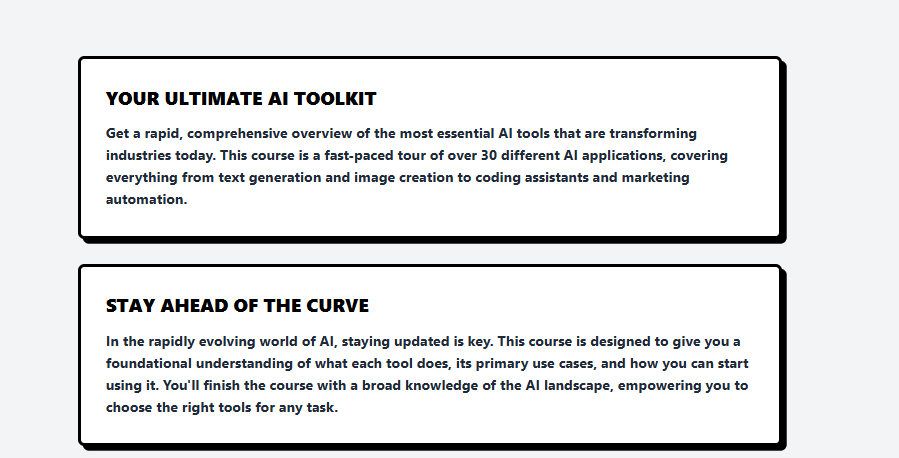 YOUR ULTIMATE AI TOOLKIT
Get a rapid, comprehensive overview of the most essential AI tools that are transforming
industries today. This course is a fast-paced tour of over 30 different AI applications, covering
everything from text generation and image creation to coding assistants and marketing
automation.
STAY AHEAD OF THE CURVE
In the rapidly evolving world of AI, staying updated is key. This course is designed to give you a
foundational understanding of what each tool does, its primary use cases, and how you can start
using it. You'll finish the course with a broad knowledge of the AI landscape, empowering you to
choose the right tools for any task.